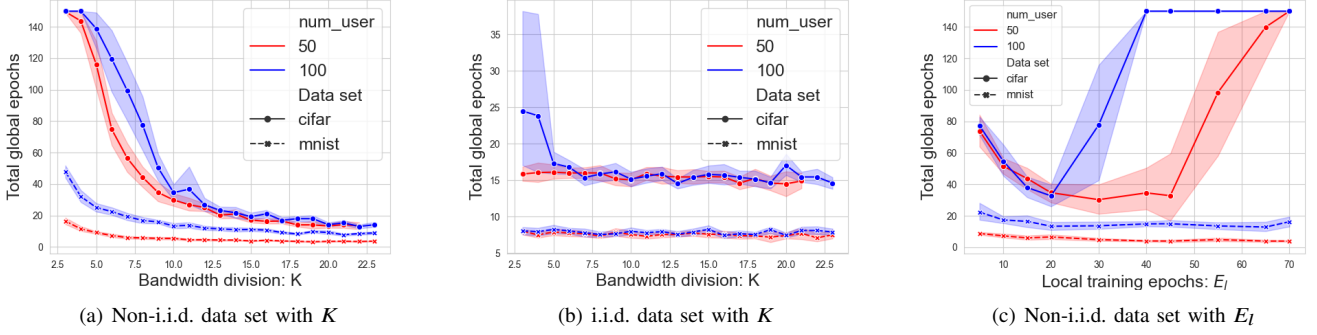 Total global epochs
140
120
100
80
60
40
20
0
num_user
50
100
Data set
cifar
mnist
2.5 5.0 7.5 10.0 12.5 15.0 17.5 20.0 22.5
Bandwidth division: K
(a) Non-i.i.d. data set with K
Total global epochs
40
35
30
25
20
15
10
5
num_user
50
100
Data set
cifar
mnist
2.5 5.0 7.5 10.0 12.5 15.0 17.5 20.0 22.5
Bandwidth division: K
(b) i.i.d. data set with K
Total global epochs
140
120
100
80
60
40
20
0
num_user
50
100
Data set
cifar
mnist
10 20 30 40 50 60 70
Local training epochs: E_l
(c) Non-i.i.d. data set with E_l